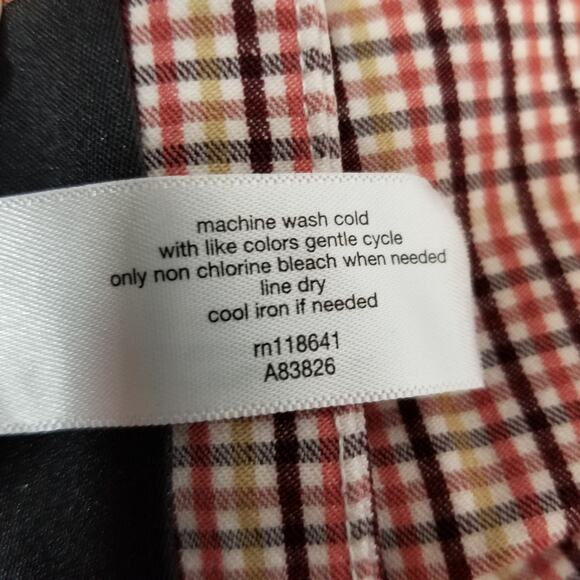 machine wash cold
with like colors gentle cycle
only non chlorine bleach when needed
line dry
cool iron if needed
rn118641
A83826